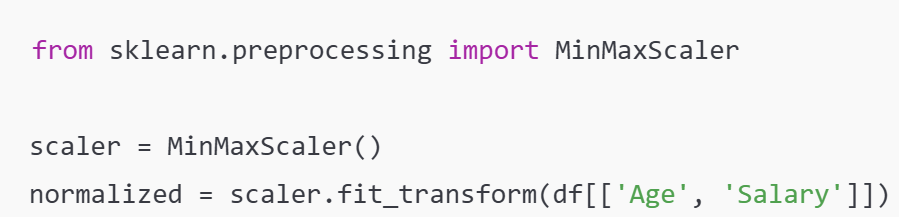 from sklearn.preprocessing import MinMaxScaler
scaler = MinMaxScaler()
normalized = scaler.fit_transform(df[['Age', 'Salary']])